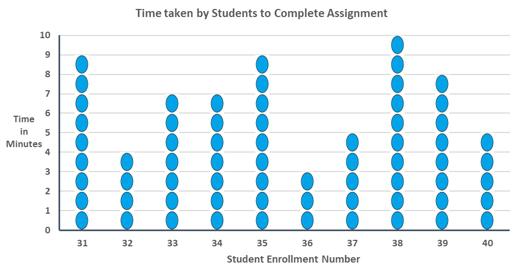 Time taken by Students to Complete Assignment
10
9
8
7
6
5
4
3
2
1
0
Time
in
Minutes
31 32 33 34 35 36 37 38 39 40
Student Enrollment Number